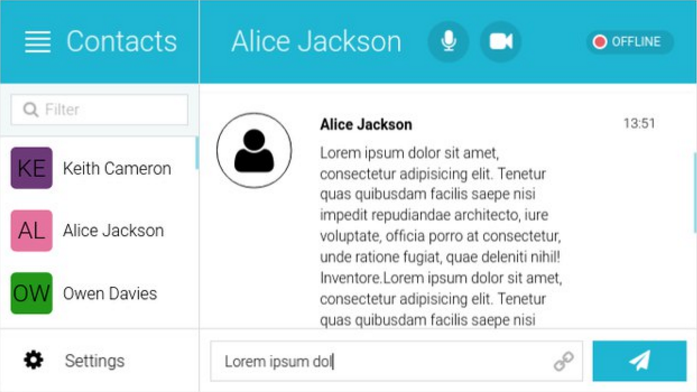 Contacts
Alice Jackson
OFFLINE
Filter
KE
Keith Cameron
AL
Alice Jackson
OW
Owen Davies
Settings
Alice Jackson
13:51
Lorem ipsum dolor sit amet,
consectetur adipisicing elit. Tenetur
quas quibusdam facilis saepe nisi
impedit repudiandae architecto, iure
voluptate, officia porro at consectetur,
unde ratione fugiat, quae deleniti nihil!
Inventore.Lorem ipsum dolor sit amet,
consectetur adipisicing elit. Tenetur
quas quibusdam facilis saepe nisi
Lorem ipsum dol